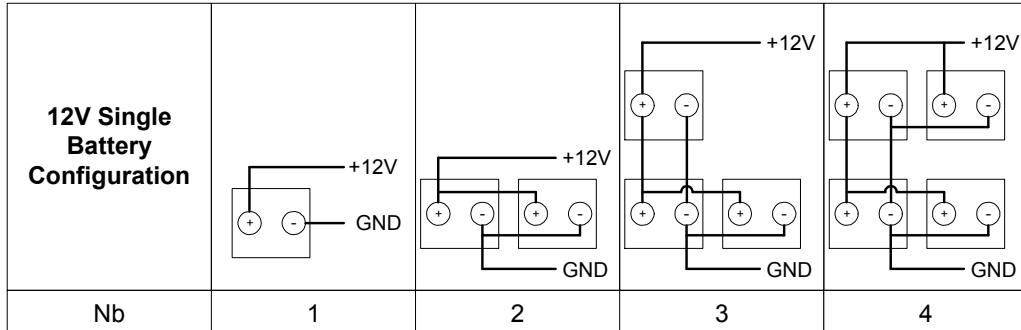 12V Single
Battery
Configuration
+12V
+ -
GND
+12V
+ - + -
GND
+12V
+ -
+ - + -
GND
+12V
+ - + -
+ - + -
GND
Nb 1 2 3 4